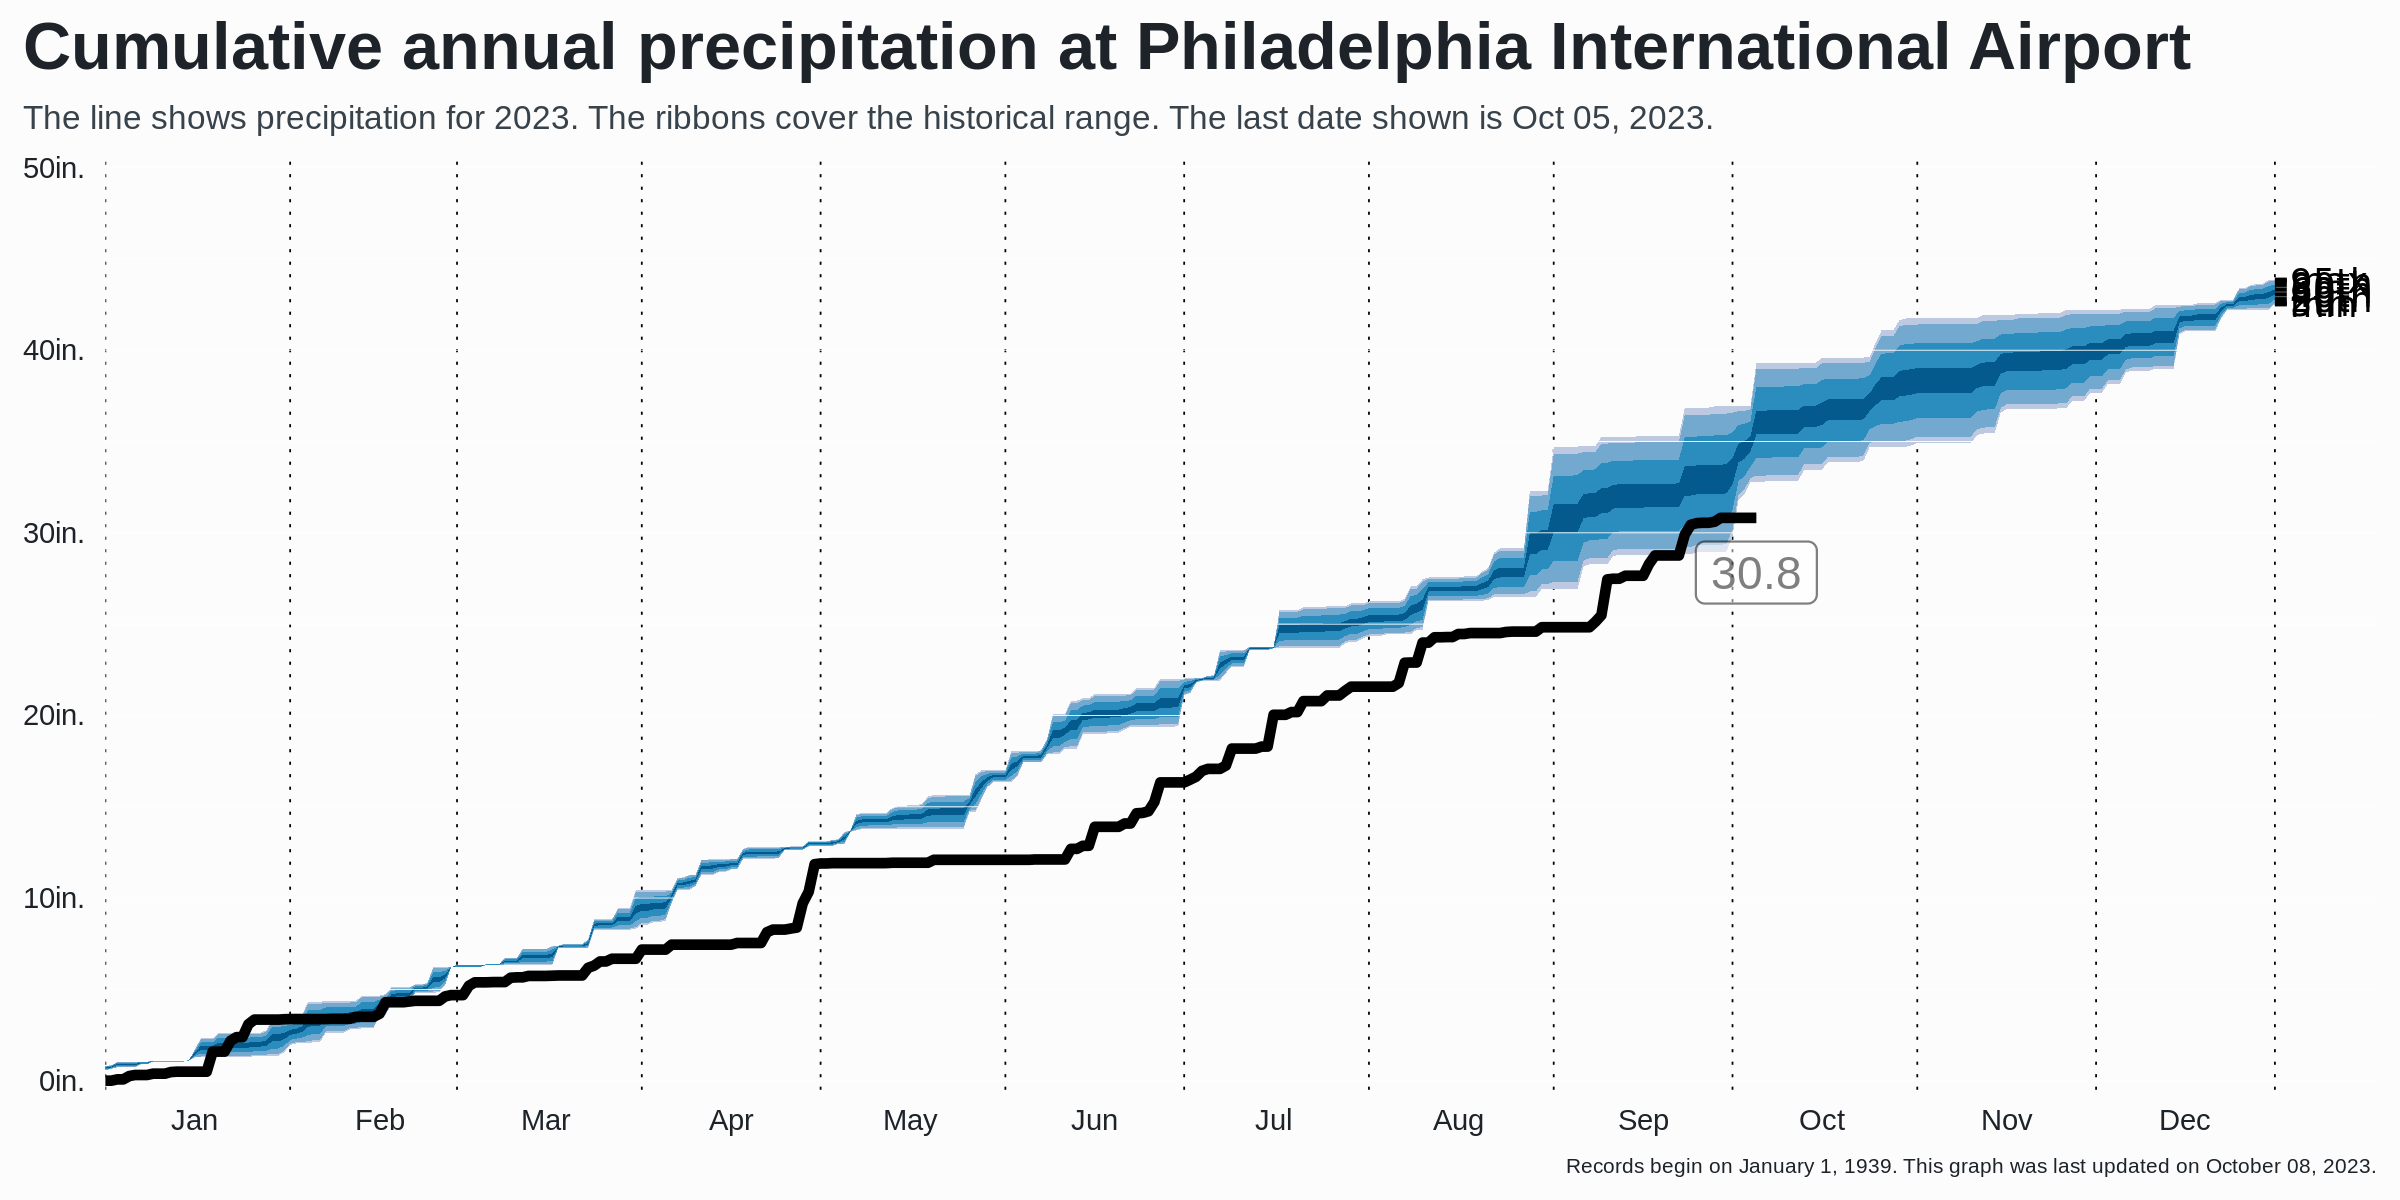 Cumulative annual precipitation at Philadelphia International Airport
The line shows precipitation for 2023. The ribbons cover the historical range. The last date shown is Oct 05, 2023.
50in.
40in.
30in.
20in.
10in.
0in.
30.8
Jan Feb Mar Apr May Jun Jul Aug Sep Oct Nov Dec
Records begin on January 1, 1939. This graph was last updated on October 08, 2023.